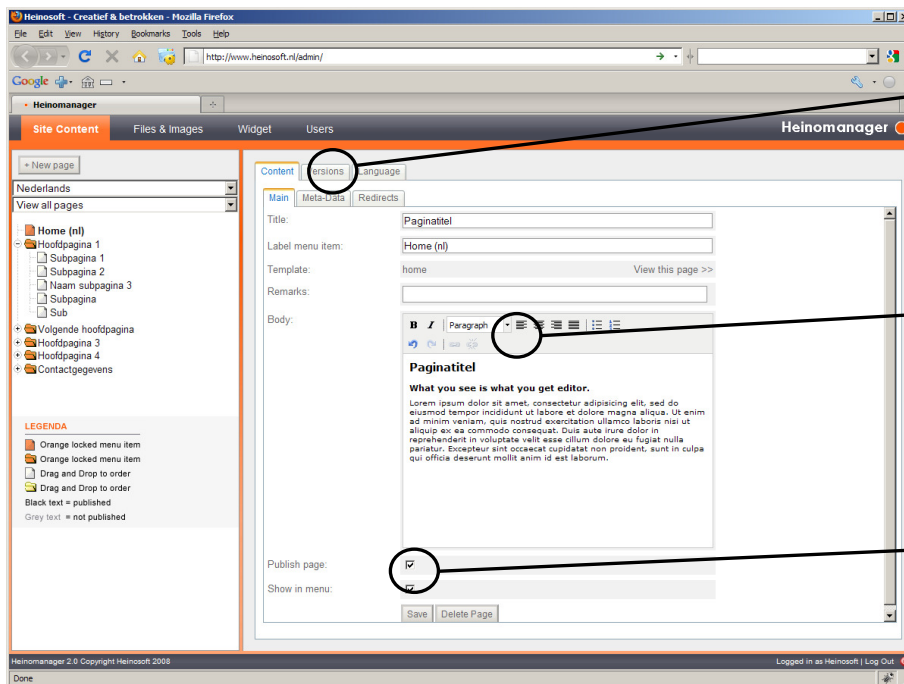 Heinosoft - Creatief & betrokken - Mozilla Firefox
File Edit View History Bookmarks Tools Help
http://www.heinosoft.nl/admin/
Google
Heinomanager
Site Content Files & Images Widget Users Heinomanager
+ New page
Nederlands
View all pages
Home (nl)
Hoofdpagina 1
Subpagina 1
Subpagina 2
Naam subpagina 3
Subpagina
Sub
Volgende hoofdpagina
Hoofdpagina 3
Hoofdpagina 4
Contactgegevens
LEGENDA
Orange locked menu item
Orange locked menu item
Drag and Drop to order
Drag and Drop to order
Black text = published
Grey text = not published
Content Versions Language
Main Meta-Data Redirects
Title: Paginatitel
Label menu item: Home (nl)
Template: home View this page >>
Remarks:
Body:
B I Paragraph
Paginatitel
What you see is what you get editor.
Lorem ipsum dolor sit amet, consectetur adipisicing elit, sed do
eiusmod tempor incididunt ut labore et dolore magna aliqua. Ut enim
ad minim veniam, quis nostrud exercitation ullamco laboris nisi ut
aliquip ex ea commodo consequat. Duis aute irure dolor in
reprehenderit in voluptate velit esse cillum dolore eu fugiat nulla
pariatur. Excepteur sint occaecat cupidatat non proident, sunt in culpa
qui officia deserunt mollit anim id est laborum.
Publish page:
Show in menu:
Save Delete Page
Heinomanager 2.0 Copyright Heinosoft 2008 Logged in as Heinosoft | Log Out
Done